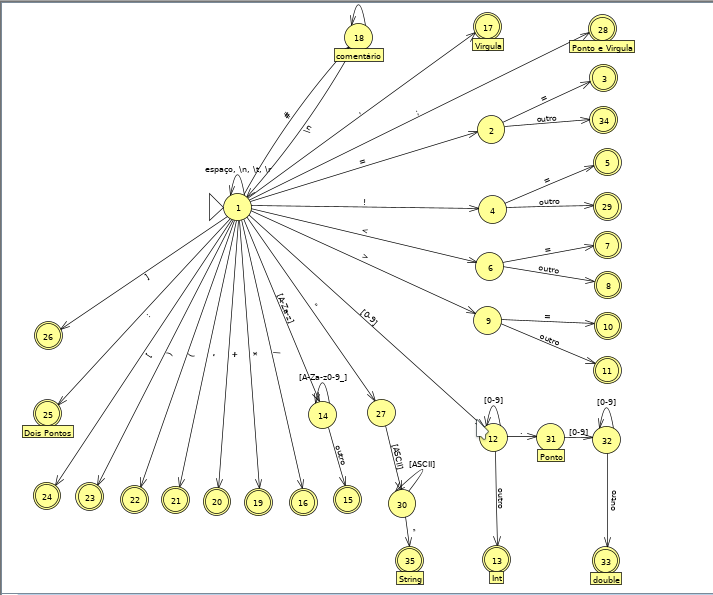 18
comentário
17
Virgula
28
Ponto e Virgula
3
=
2
outro
34
#
\n
=
5
=
espaço, \n, \t, \r
1
!
4
outro
29
<
=
7
6
outro
8
>
[0-9]
9
=
10
outro
11
26
[A-Za-z]
+
*
[A-Za-z0-9_]
14
27
[0-9]
[0-9]
25
Dois Pontos
12
31
Ponto
[0-9]
32
outro
[ASCII]
[ASCII]
24
23
22
21
20
19
16
15
30
outro
outro
35
String
13
Int
33
double